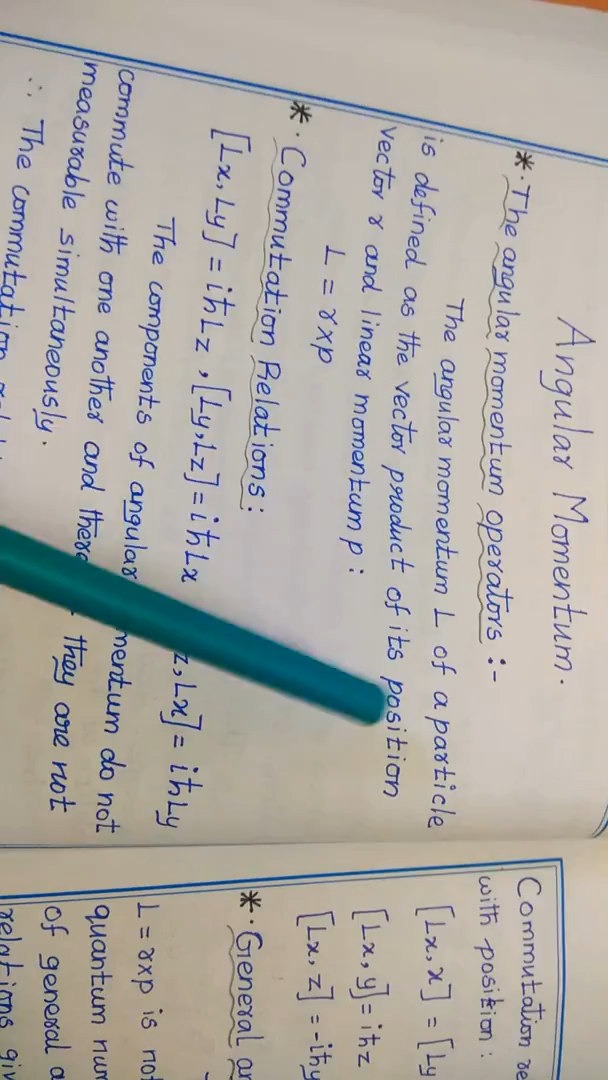 Angular Momentum.
*. The angular momentum operators :-
The angular momentum L of a particle
is defined as the vector product of its position
vector r and linear momentum p :
L = r×p
*. Commutation Relations:
[Lx, Ly] = iħLz , [Ly, Lz] = iħLx z, Lx] = iħLy
The components of angular mentum do not
commute with one another and they are not
measurable simultaneously.
∴ The commutation
Commutation
with position :
[Lx, x] = [Ly
[Lx, y] = iħz
[Lx, z] = -iħy
*. General
L = r×p is not
quantum
of general
relations